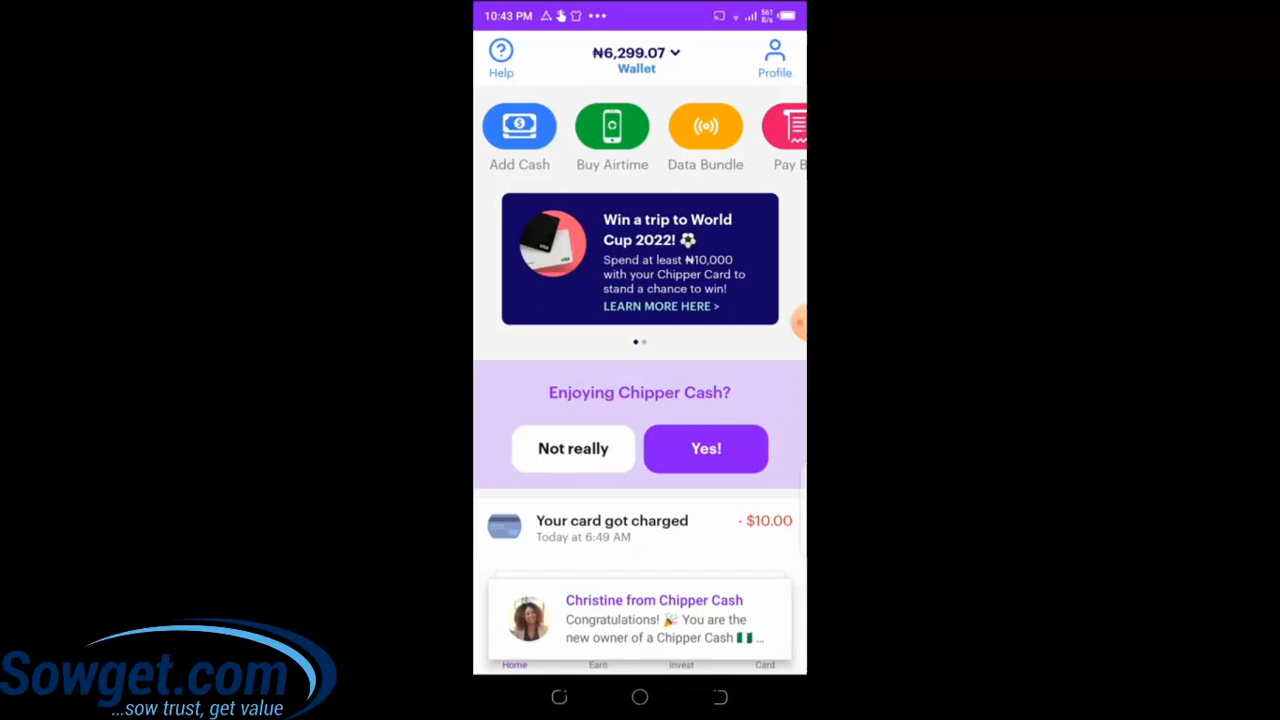 10:43 PM
561
B/s
₦6,299.07
Wallet
Help
Profile
Add Cash
Buy Airtime
Data Bundle
Pay B
Win a trip to World
Cup 2022!
Spend at least ₦10,000
with your Chipper Card to
stand a chance to win!
LEARN MORE HERE >
VISA
VISA
Enjoying Chipper Cash?
Not really
Yes!
Your card got charged
- $10.00
Today at 6:49 AM
Christine from Chipper Cash
Congratulations! 🎉 You are the
new owner of a Chipper Cash 🇳🇬 ...
Home
Earn
Invest
Card
Sowget.com
...sow trust, get value